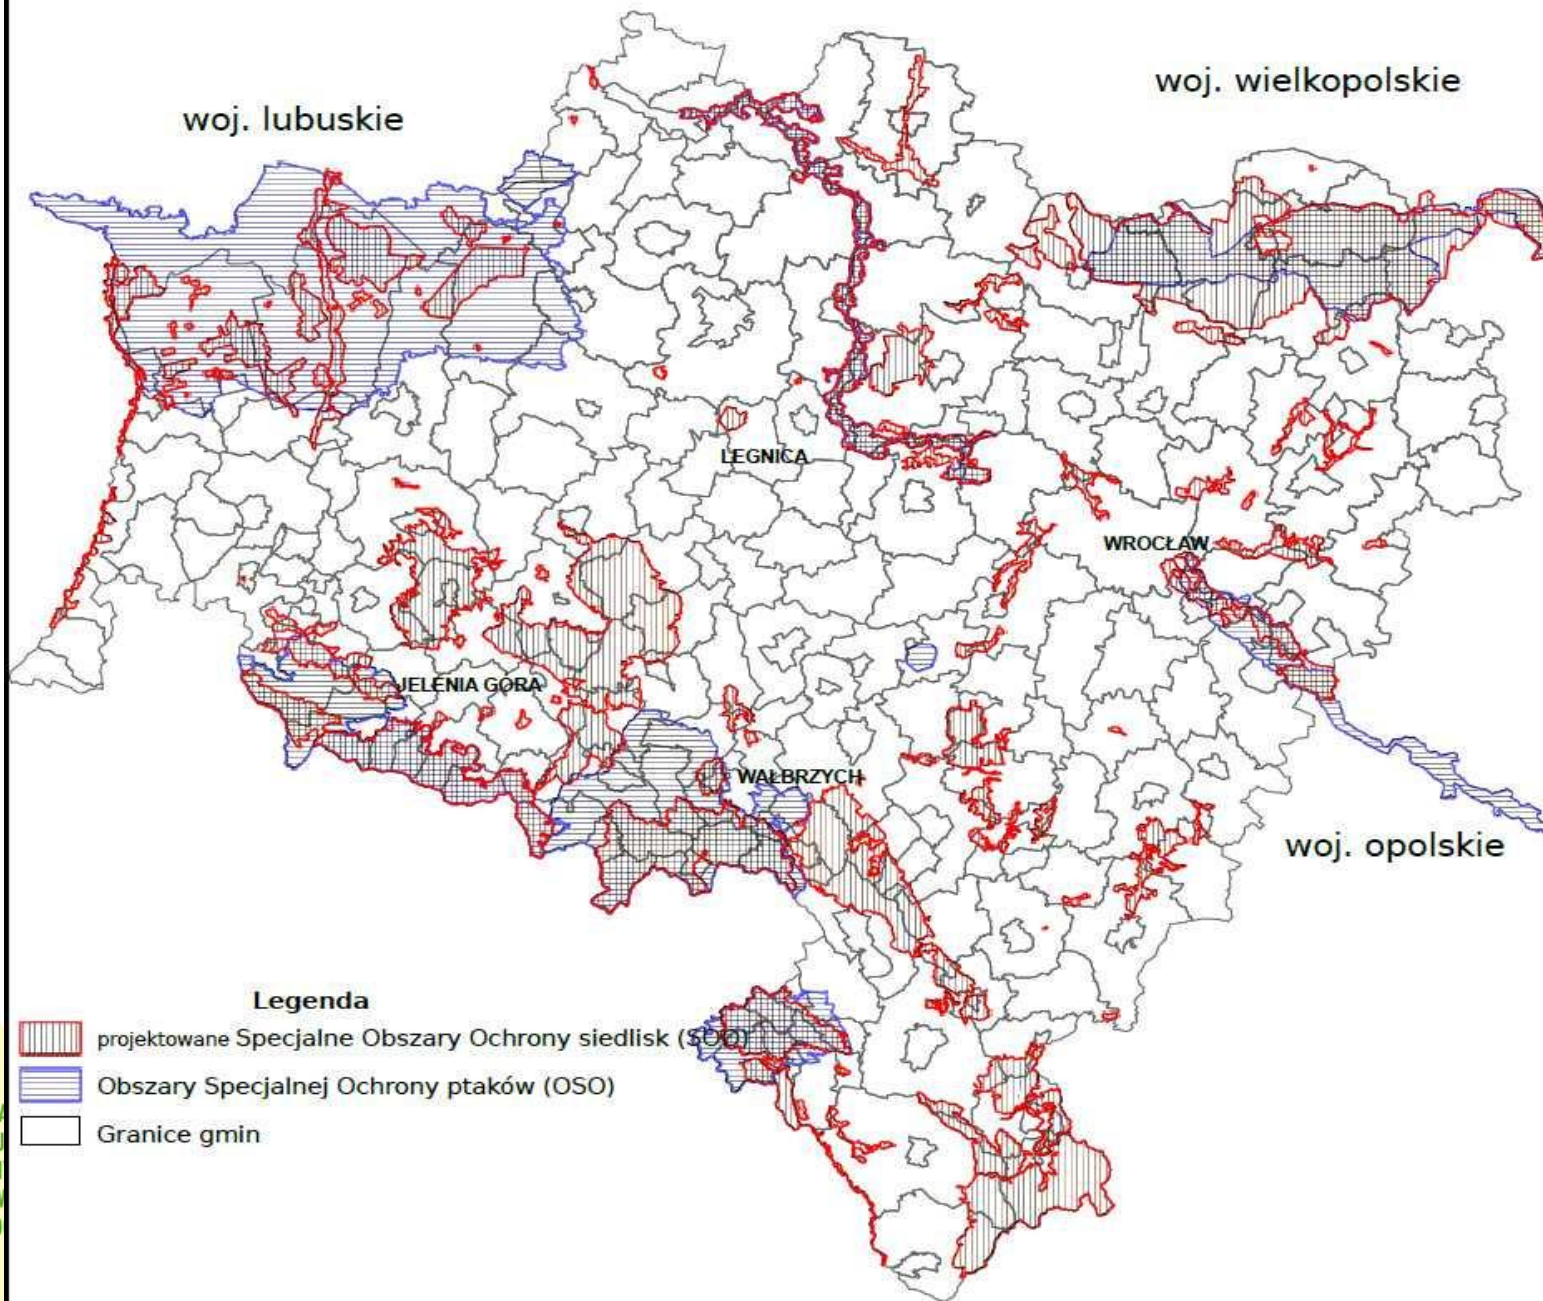 woj. lubuskie
woj. wielkopolskie
LEGNICA
WROCŁAW
JELENIA GÓRA
WAŁBRZYCH
woj. opolskie
Legenda
projektowane Specjalne Obszary Ochrony siedlisk (SOO)
Obszary Specjalnej Ochrony ptaków (OSO)
Granice gmin